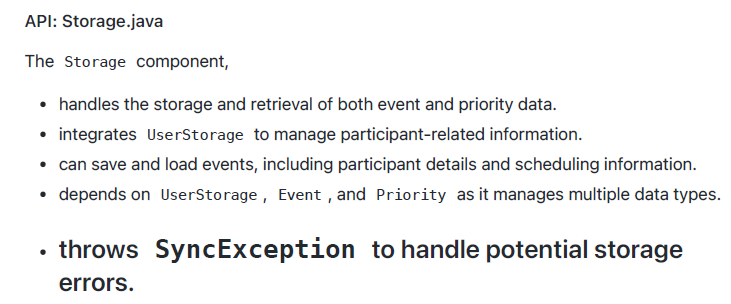 API: Storage.java
The Storage component,
• handles the storage and retrieval of both event and priority data.
• integrates UserStorage to manage participant-related information.
• can save and load events, including participant details and scheduling information.
• depends on UserStorage, Event, and Priority as it manages multiple data types.
• throws SyncException to handle potential storage
errors.